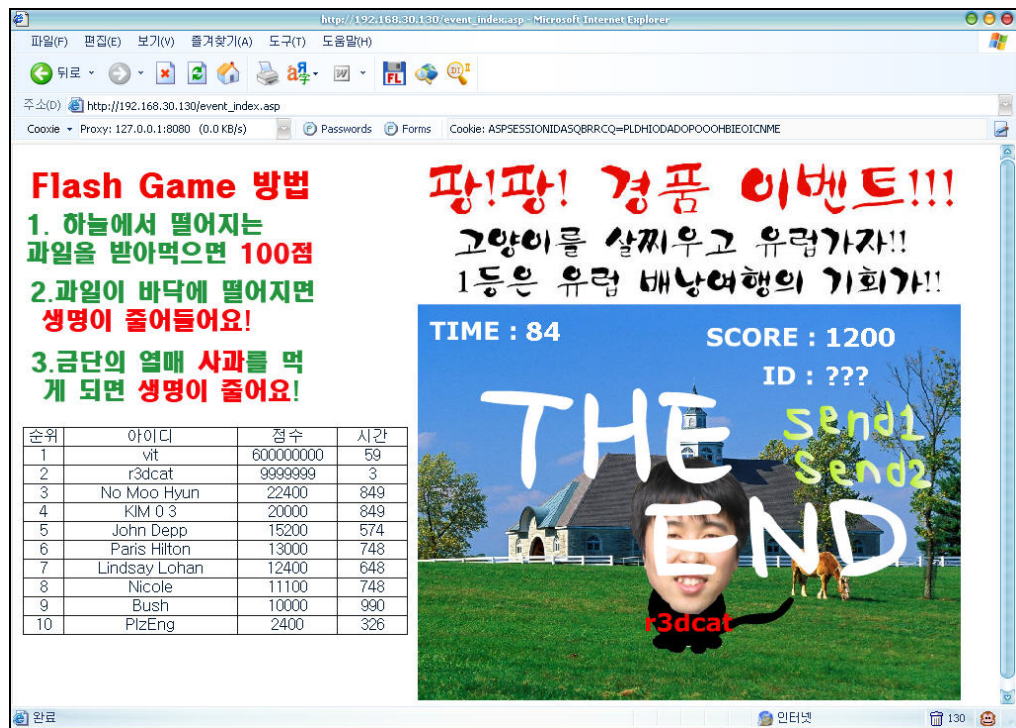 http://192.168.30.130/event_index.asp - Microsoft Internet Explorer
파일(F) 편집(E) 보기(V) 즐겨찾기(A) 도구(T) 도움말(H)
뒤로
FL
주소(D) http://192.168.30.130/event_index.asp
Cooxie Proxy: 127.0.0.1:8080 (0.0 KB/s) Passwords Forms Cookie: ASPSESSIONIDASQBRRCQ=PLDHIODADOPOOOHBIEOICNME
Flash Game 방법
1. 하늘에서 떨어지는
과일을 받아먹으면 100점
2.과일이 바닥에 떨어지면
생명이 줄어들어요!
3.금단의 열매 사과를 먹
게 되면 생명이 줄어요!
순위 아이디 점수 시간
1 vit 600000000 59
2 r3dcat 9999999 3
3 No Moo Hyun 22400 849
4 KIM 0 3 20000 849
5 John Depp 15200 574
6 Paris Hilton 13000 748
7 Lindsay Lohan 12400 648
8 Nicole 11100 748
9 Bush 10000 990
10 PlzEng 2400 326
팡!팡! 경품 이벤트!!!
고양이를 살찌우고 유럽가자!!
1등은 유럽 배낭여행의 기회가!!
TIME : 84
SCORE : 1200
ID : ???
THE
send1
send2
END
r3dcat
완료 인터넷 130